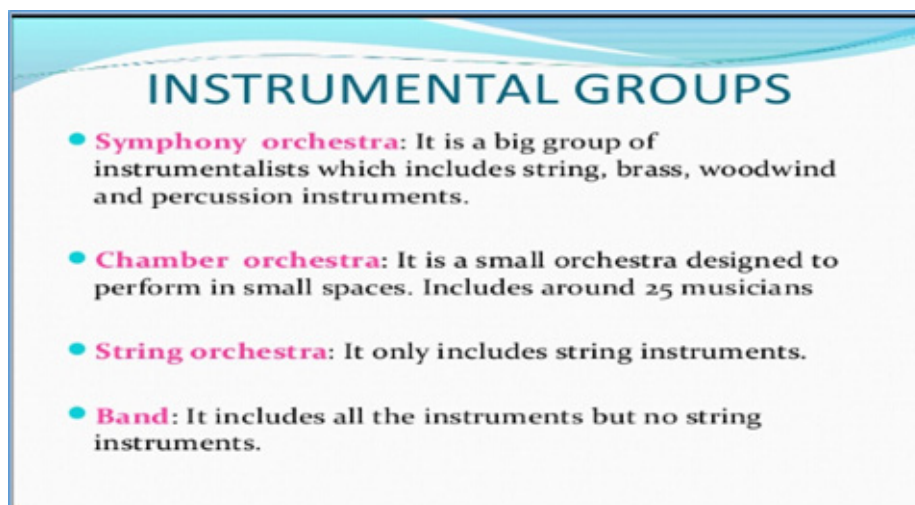 INSTRUMENTAL GROUPS
Symphony orchestra: It is a big group of
instrumentalists which includes string, brass, woodwind
and percussion instruments.
Chamber orchestra: It is a small orchestra designed to
perform in small spaces. Includes around 25 musicians
String orchestra: It only includes string instruments.
Band: It includes all the instruments but no string
instruments.